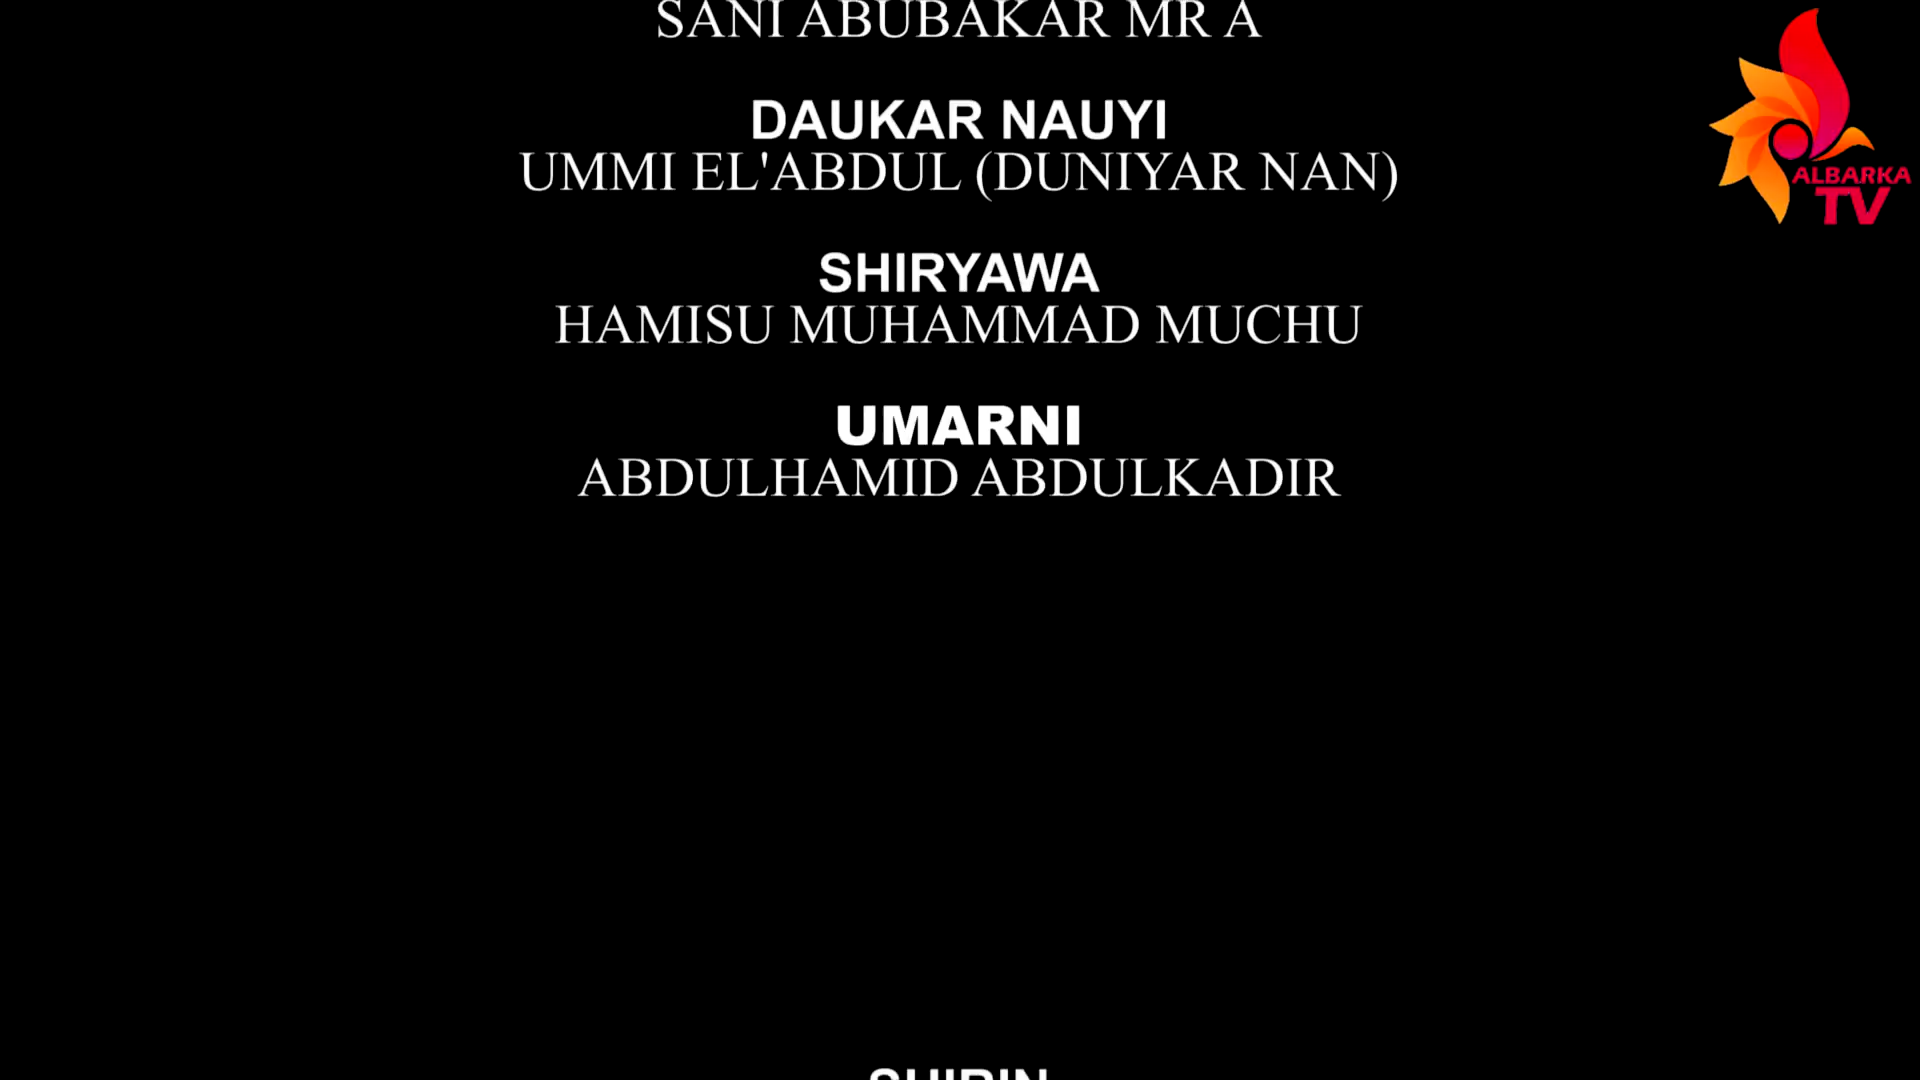 SANI ABUBAKAR MR A
DAUKAR NAUYI
UMMI EL'ABDUL (DUNIYAR NAN)
SHIRYAWA
HAMISU MUHAMMAD MUCHU
UMARNI
ABDULHAMID ABDULKADIR
SHIRIN
ALBARKA
TV